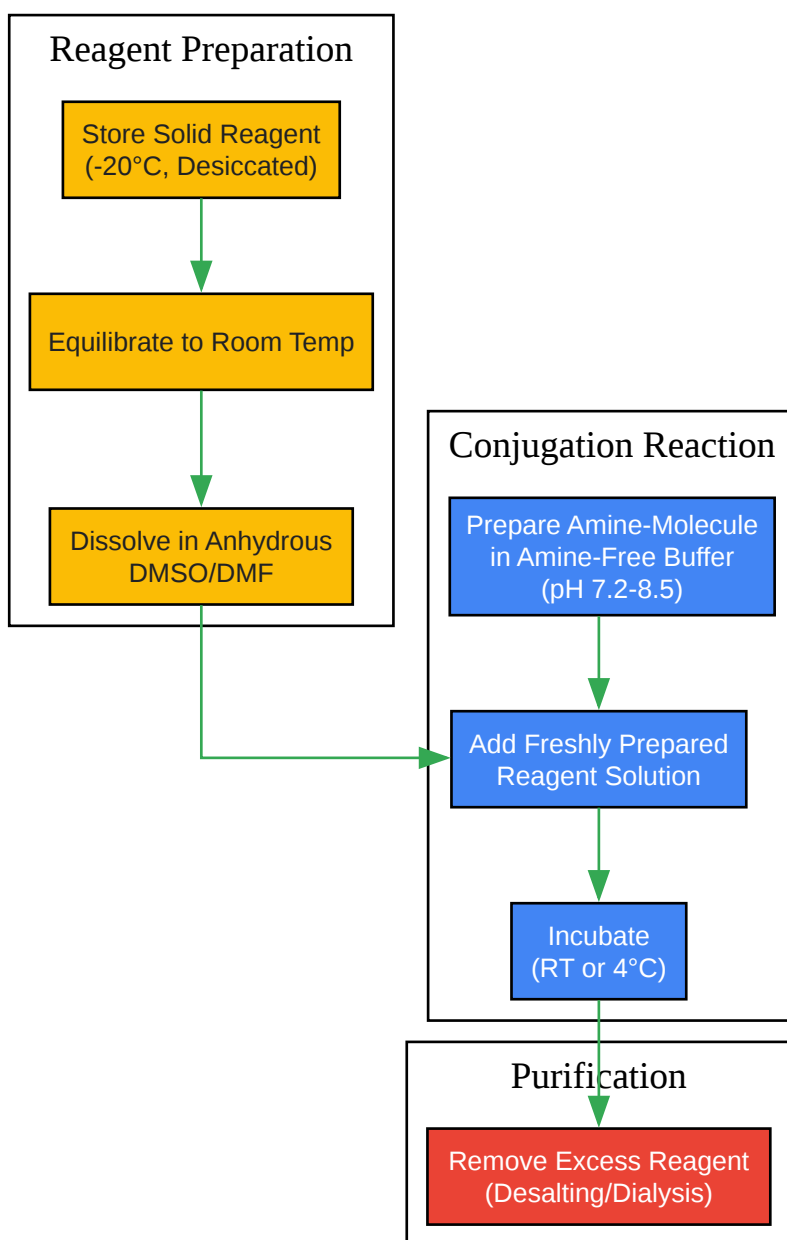 Reagent Preparation
Store Solid Reagent
(-20°C, Desiccated)
Equilibrate to Room Temp
Dissolve in Anhydrous
DMSO/DMF
Conjugation Reaction
Prepare Amine-Molecule
in Amine-Free Buffer
(pH 7.2-8.5)
Add Freshly Prepared
Reagent Solution
Incubate
(RT or 4°C)
Purification
Remove Excess Reagent
(Desalting/Dialysis)